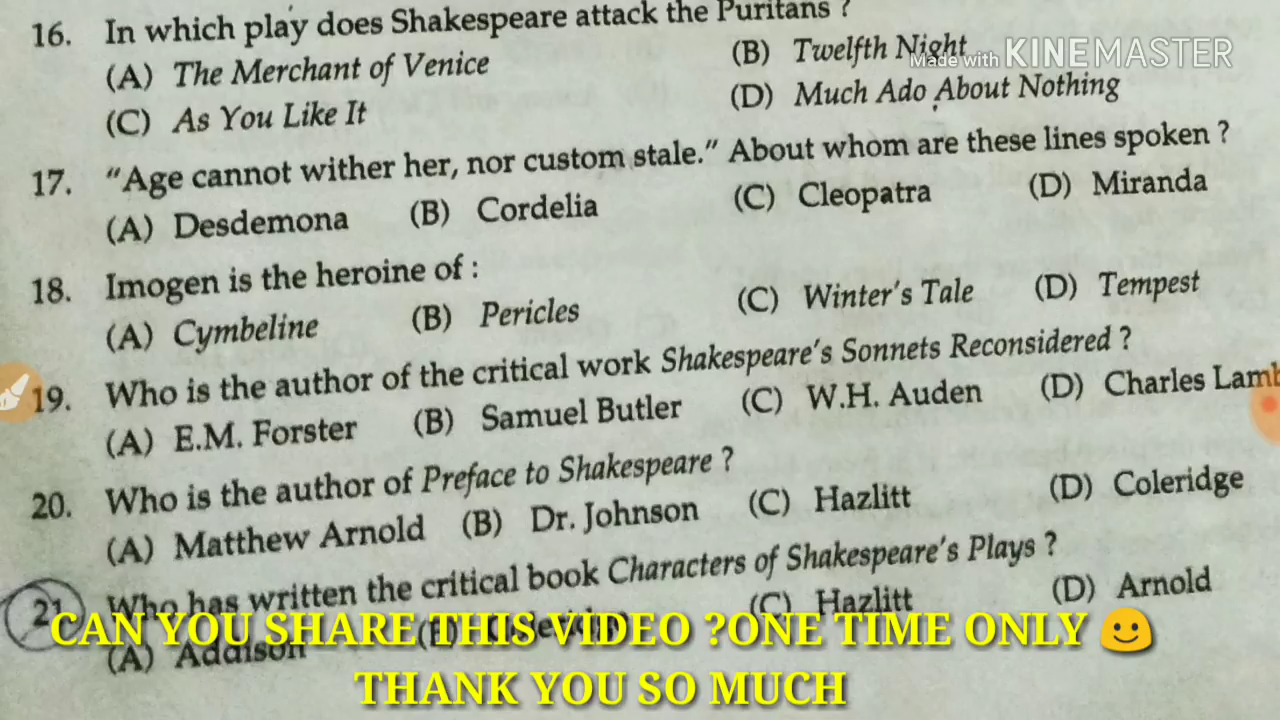 16. In which play does Shakespeare attack the Puritans ?
(A) The Merchant of Venice (B) Twelfth Night
Made with KINEMASTER
(C) As You Like It (D) Much Ado About Nothing
17. "Age cannot wither her, nor custom stale." About whom are these lines spoken ?
(A) Desdemona (B) Cordelia (C) Cleopatra (D) Miranda
18. Imogen is the heroine of :
(A) Cymbeline (B) Pericles (C) Winter's Tale (D) Tempest
19. Who is the author of the critical work Shakespeare's Sonnets Reconsidered ?
(A) E.M. Forster (B) Samuel Butler (C) W.H. Auden (D) Charles Lamb
20. Who is the author of Preface to Shakespeare ?
(A) Matthew Arnold (B) Dr. Johnson (C) Hazlitt (D) Coleridge
21. Who has written the critical book Characters of Shakespeare's Plays ?
(A) Addison (C) Hazlitt (D) Arnold
CAN YOU SHARE THIS VIDEO ?ONE TIME ONLY 🙂
THANK YOU SO MUCH